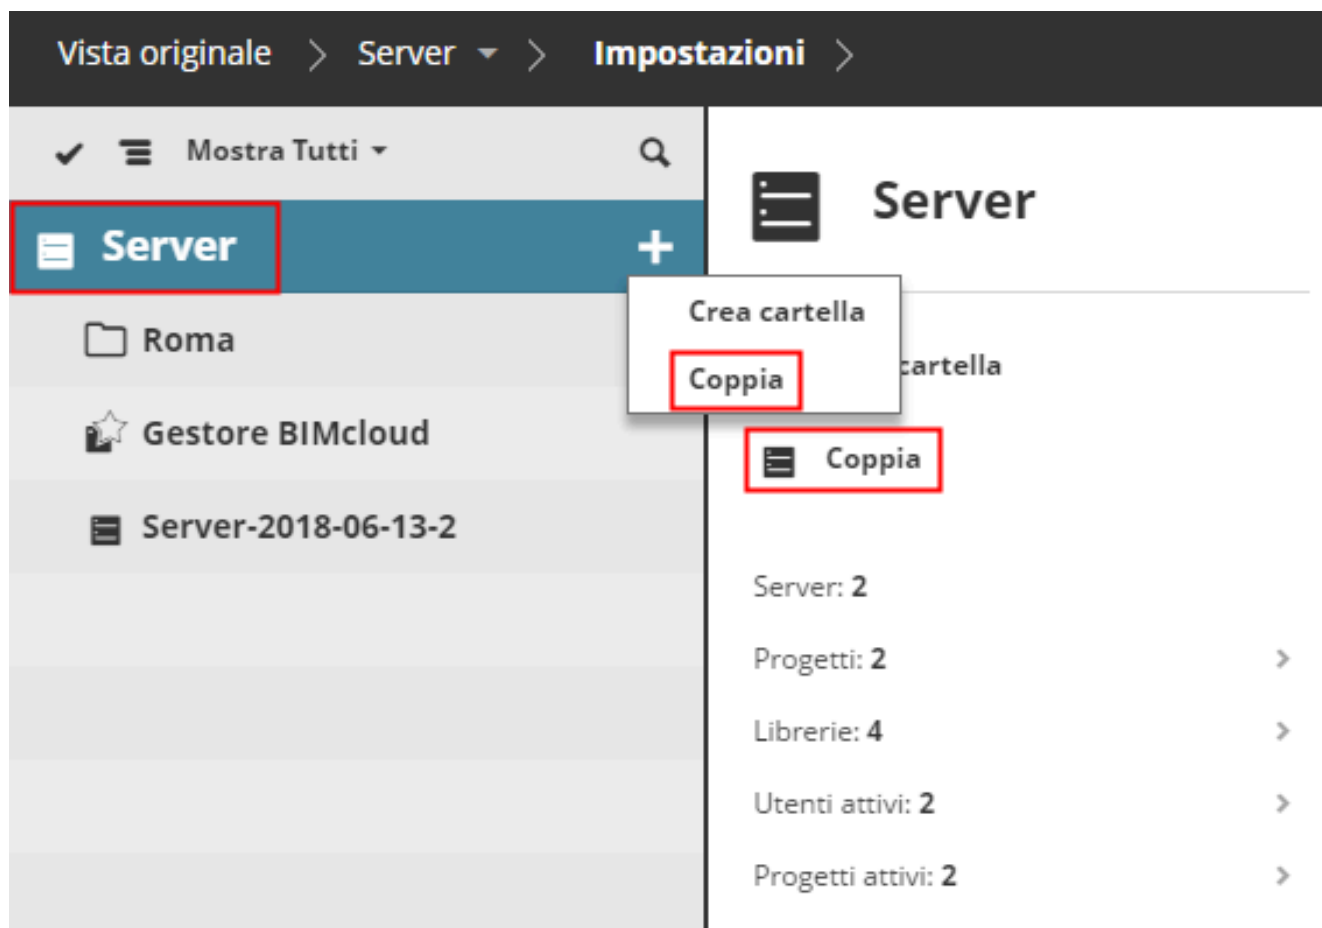 Vista originale > Server > Impostazioni >
Mostra Tutti
Server +
Roma
Gestore BIMcloud
Server-2018-06-13-2
Crea cartella
Coppia
Server
cartella
Coppia
Server: 2
Progetti: 2
Librerie: 4
Utenti attivi: 2
Progetti attivi: 2